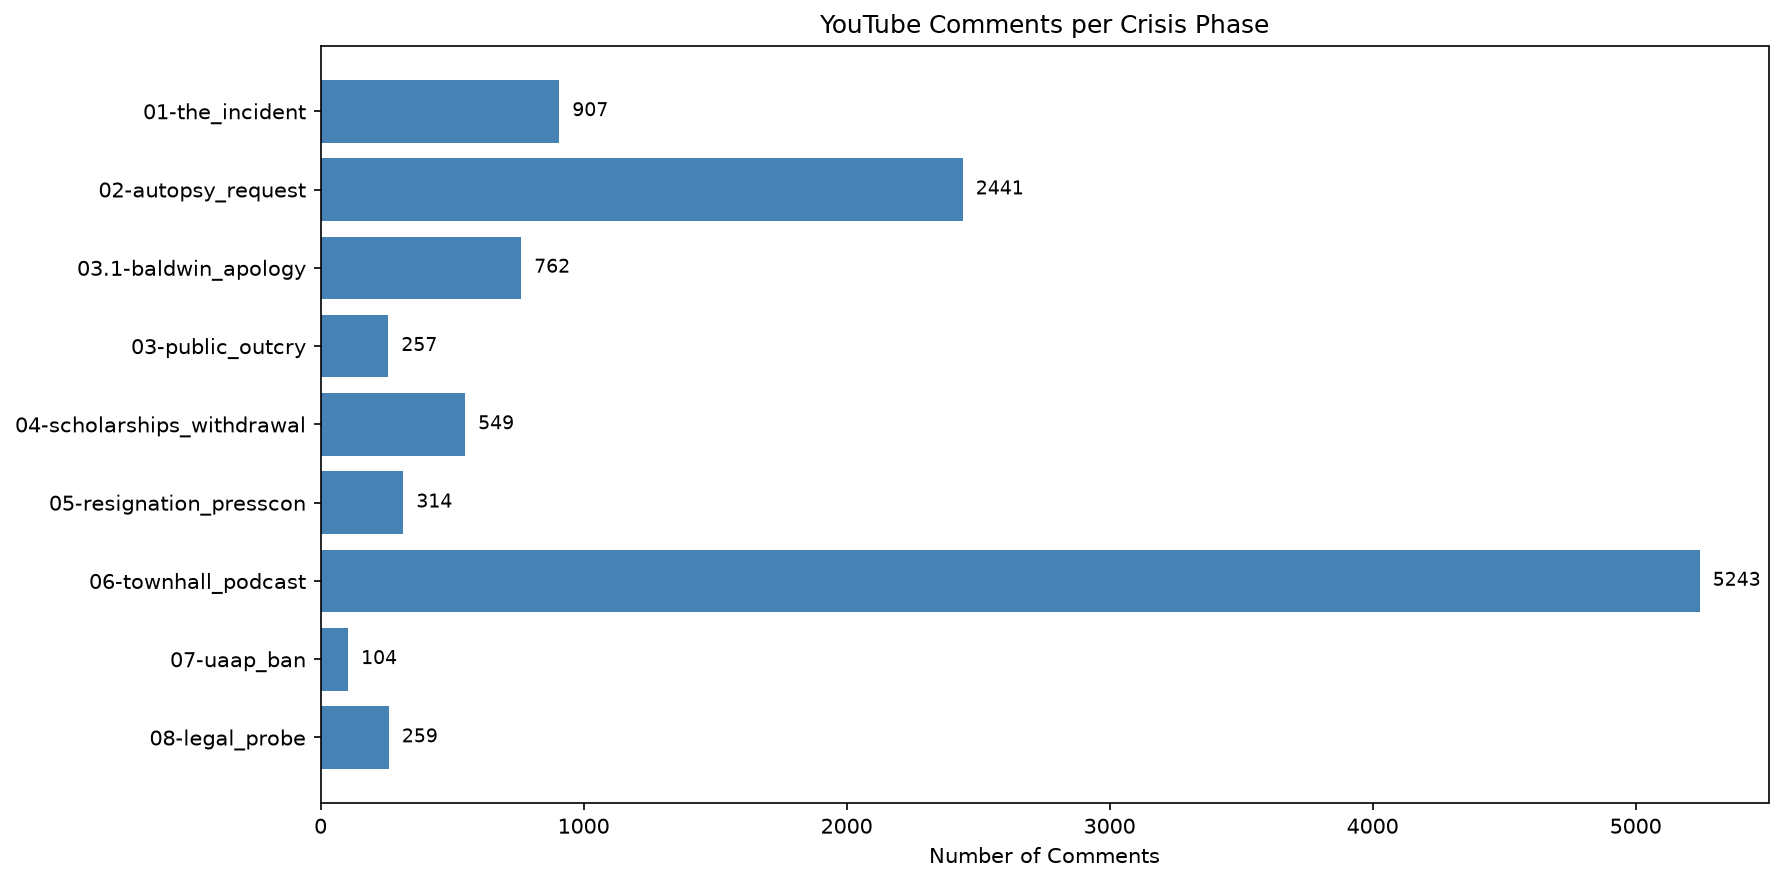 YouTube Comments per Crisis Phase
01-the_incident 907
02-autopsy_request 2441
03.1-baldwin_apology 762
03-public_outcry 257
04-scholarships_withdrawal 549
05-resignation_presscon 314
06-townhall_podcast 5243
07-uaap_ban 104
08-legal_probe 259
0 1000 2000 3000 4000 5000
Number of Comments